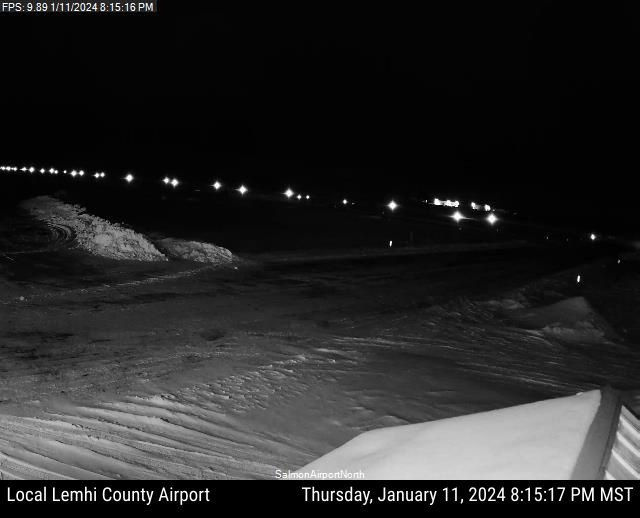 FPS: 9.89 1/11/2024 8:15:16 PM
SalmonAirportNorth
Local Lemhi County Airport Thursday, January 11, 2024 8:15:17 PM MST